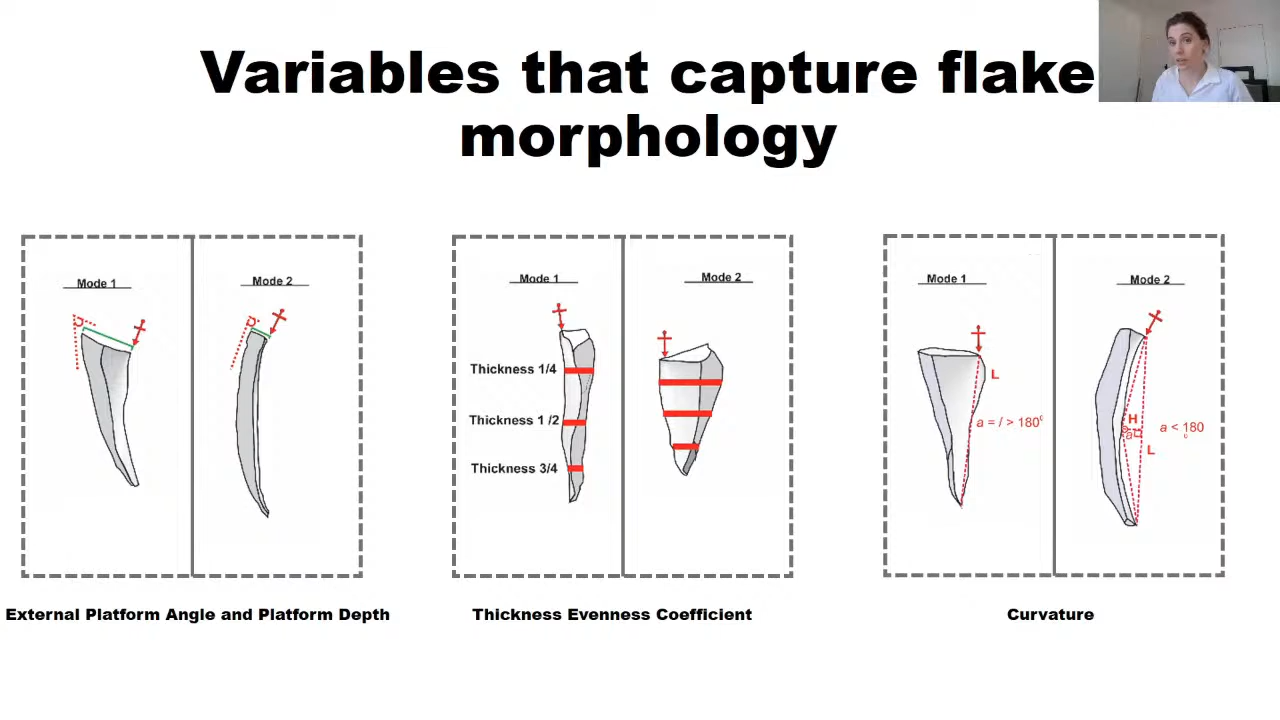 Variables that capture flake
morphology
Mode 1
Mode 2
External Platform Angle and Platform Depth
Mode 1
Mode 2
Thickness 1/4
Thickness 1 /2
Thickness 3/4
Thickness Evenness Coefficient
Mode 1
Mode 2
L
a = / > 180⁰
H
a
a < 180
L
Curvature